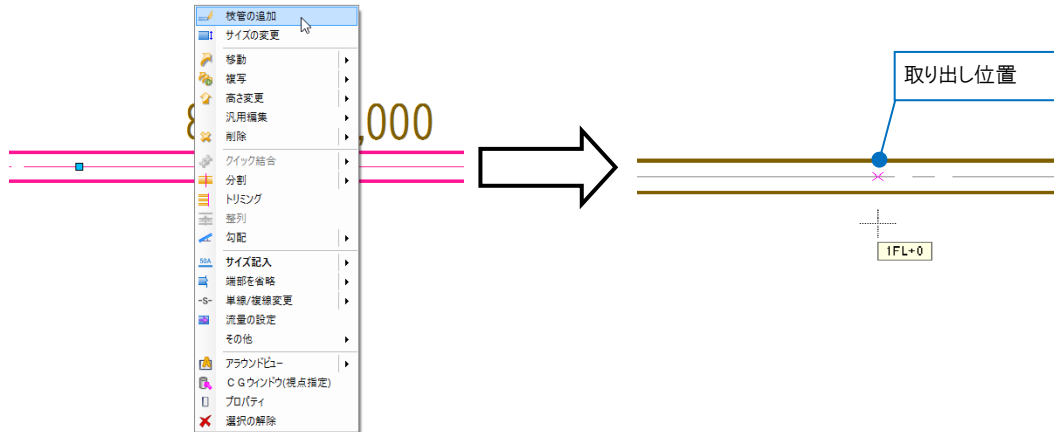 枝管の追加
サイズの変更
移動
複写
高さ変更
汎用編集
削除
クイック結合
分割
トリミング
整列
勾配
50A サイズ記入
端部を省略
-S- 単線/複線変更
流量の設定
その他
アラウンドビュー
CGウィンドウ(視点指定)
プロパティ
選択の解除
,000
取り出し位置
1FL+0